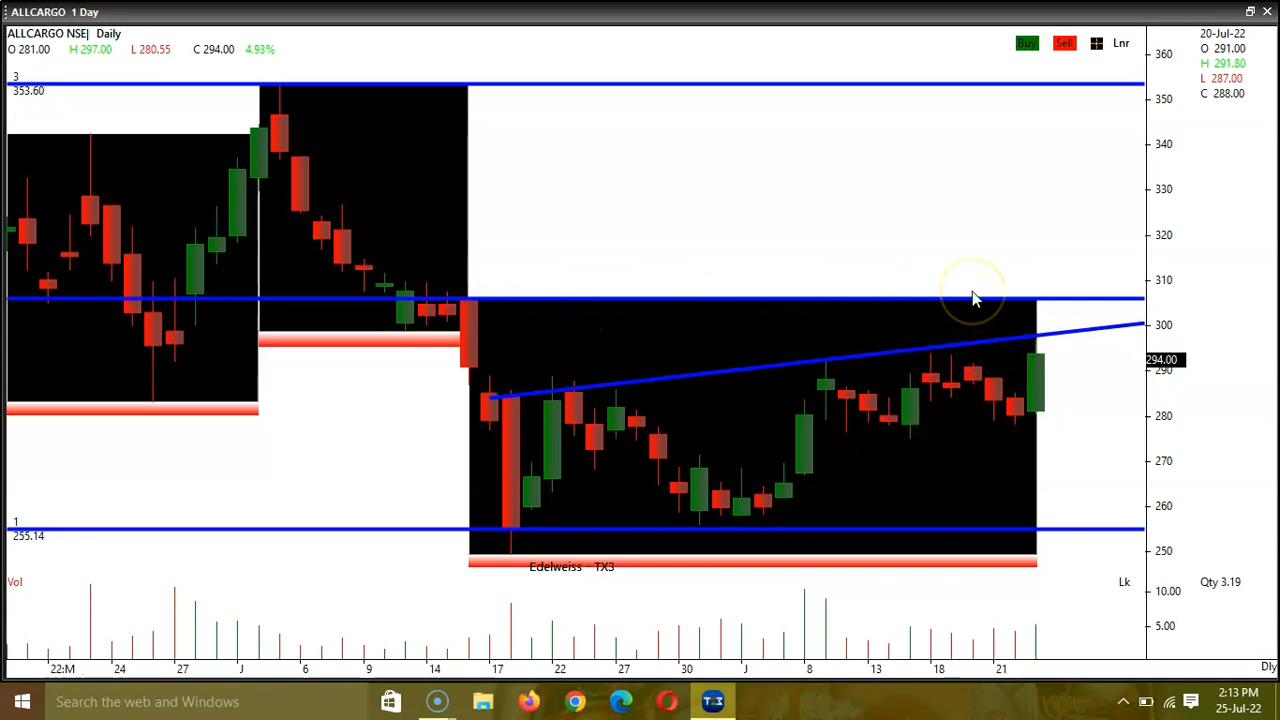 ALLCARGO 1 Day
ALLCARGO NSE| Daily
O 281.00 H 297.00 L 280.55 C 294.00 4.93%
Buy Sell Lnr
20-Jul-22
O 291.00
H 291.80
L 287.00
C 288.00
3
353.60
1
255.14
360
350
340
330
320
310
300
294.00
290
280
270
260
250
Edelweiss - TX3
Vol
Lk
Qty 3.19
10.00
5.00
22:M 24 27 J 6 9 14 17 22 27 30 J 8 13 18 21
Dly
Search the web and Windows
TX3
2:13 PM
25-Jul-22